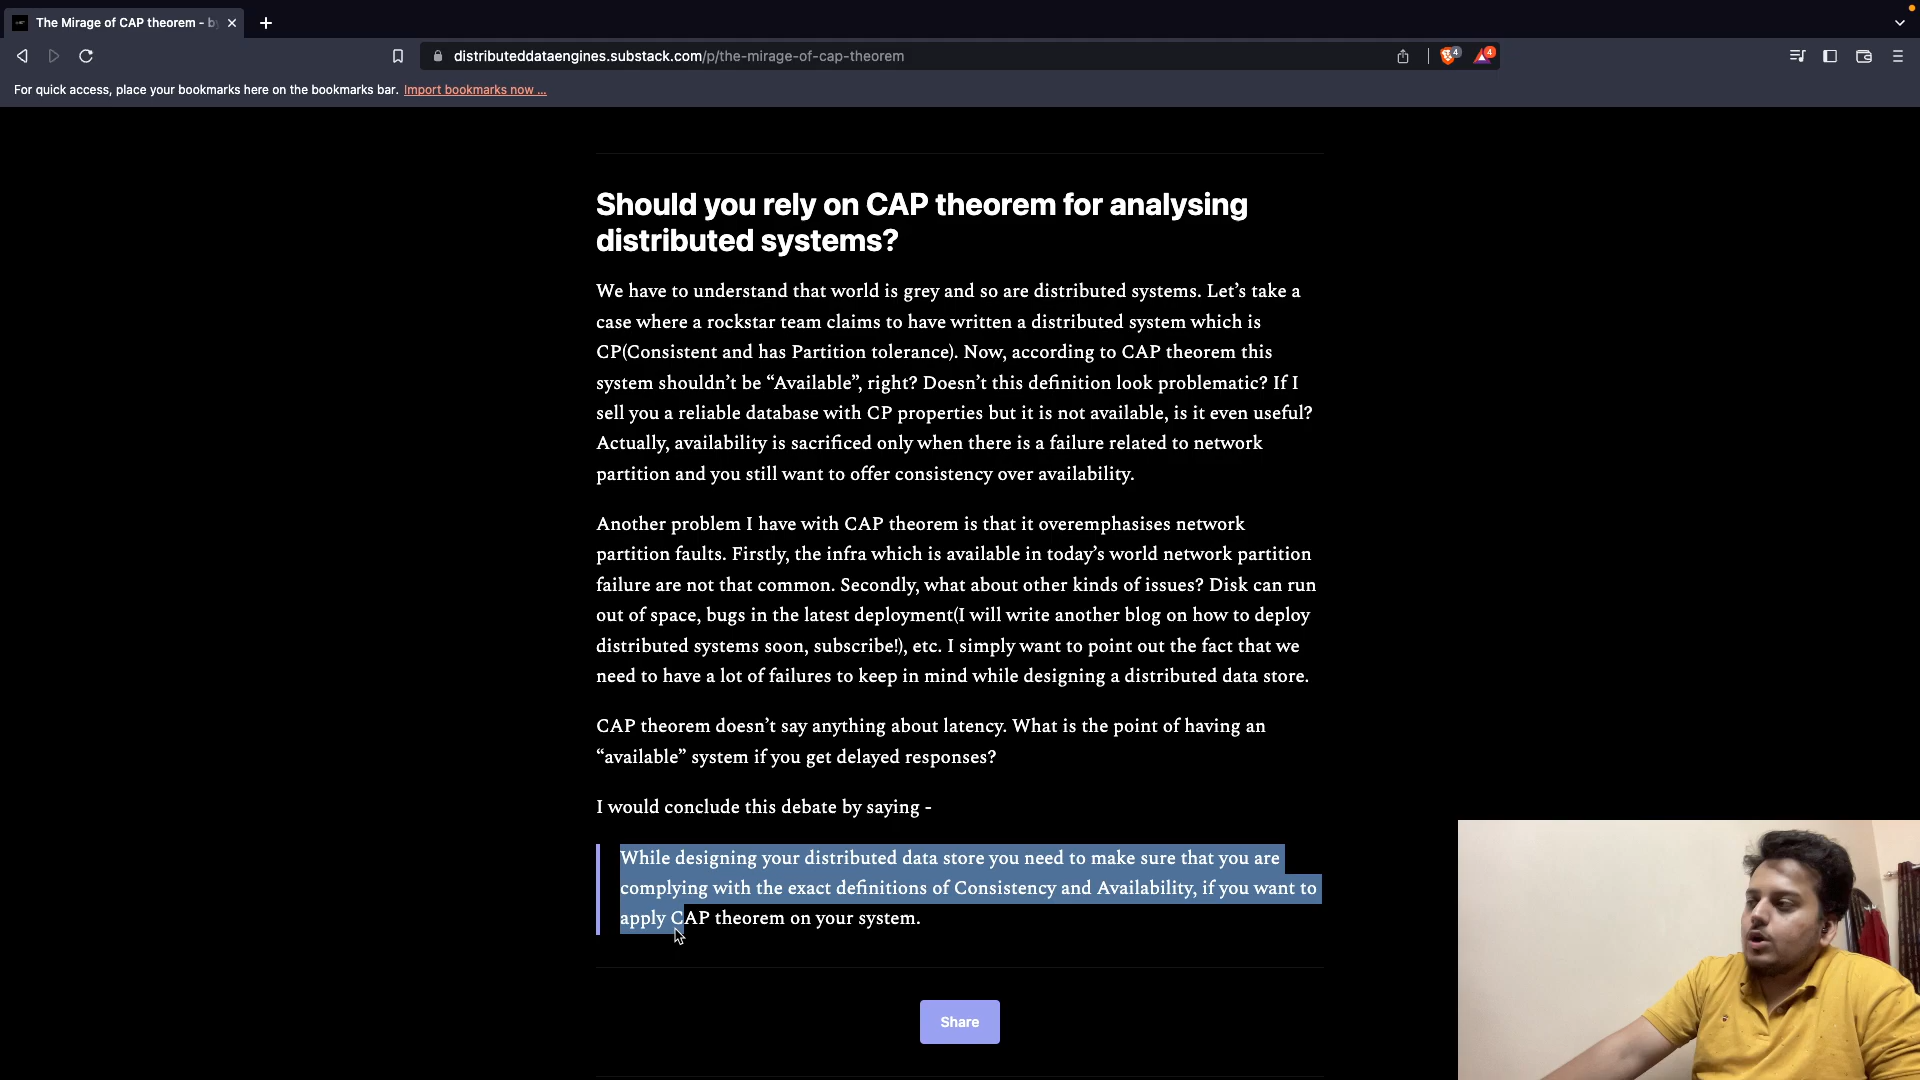 The Mirage of CAP theorem - by
distributeddataengines.substack.com/p/the-mirage-of-cap-theorem
4
4
For quick access, place your bookmarks here on the bookmarks bar. Import bookmarks now ...
Should you rely on CAP theorem for analysing
distributed systems?
We have to understand that world is grey and so are distributed systems. Let’s take a
case where a rockstar team claims to have written a distributed system which is
CP(Consistent and has Partition tolerance). Now, according to CAP theorem this
system shouldn’t be “Available”, right? Doesn’t this definition look problematic? If I
sell you a reliable database with CP properties but it is not available, is it even useful?
Actually, availability is sacrificed only when there is a failure related to network
partition and you still want to offer consistency over availability.
Another problem I have with CAP theorem is that it overemphasises network
partition faults. Firstly, the infra which is available in today’s world network partition
failure are not that common. Secondly, what about other kinds of issues? Disk can run
out of space, bugs in the latest deployment(I will write another blog on how to deploy
distributed systems soon, subscribe!), etc. I simply want to point out the fact that we
need to have a lot of failures to keep in mind while designing a distributed data store.
CAP theorem doesn’t say anything about latency. What is the point of having an
“available” system if you get delayed responses?
I would conclude this debate by saying -
While designing your distributed data store you need to make sure that you are
complying with the exact definitions of Consistency and Availability, if you want to
apply CAP theorem on your system.
Share